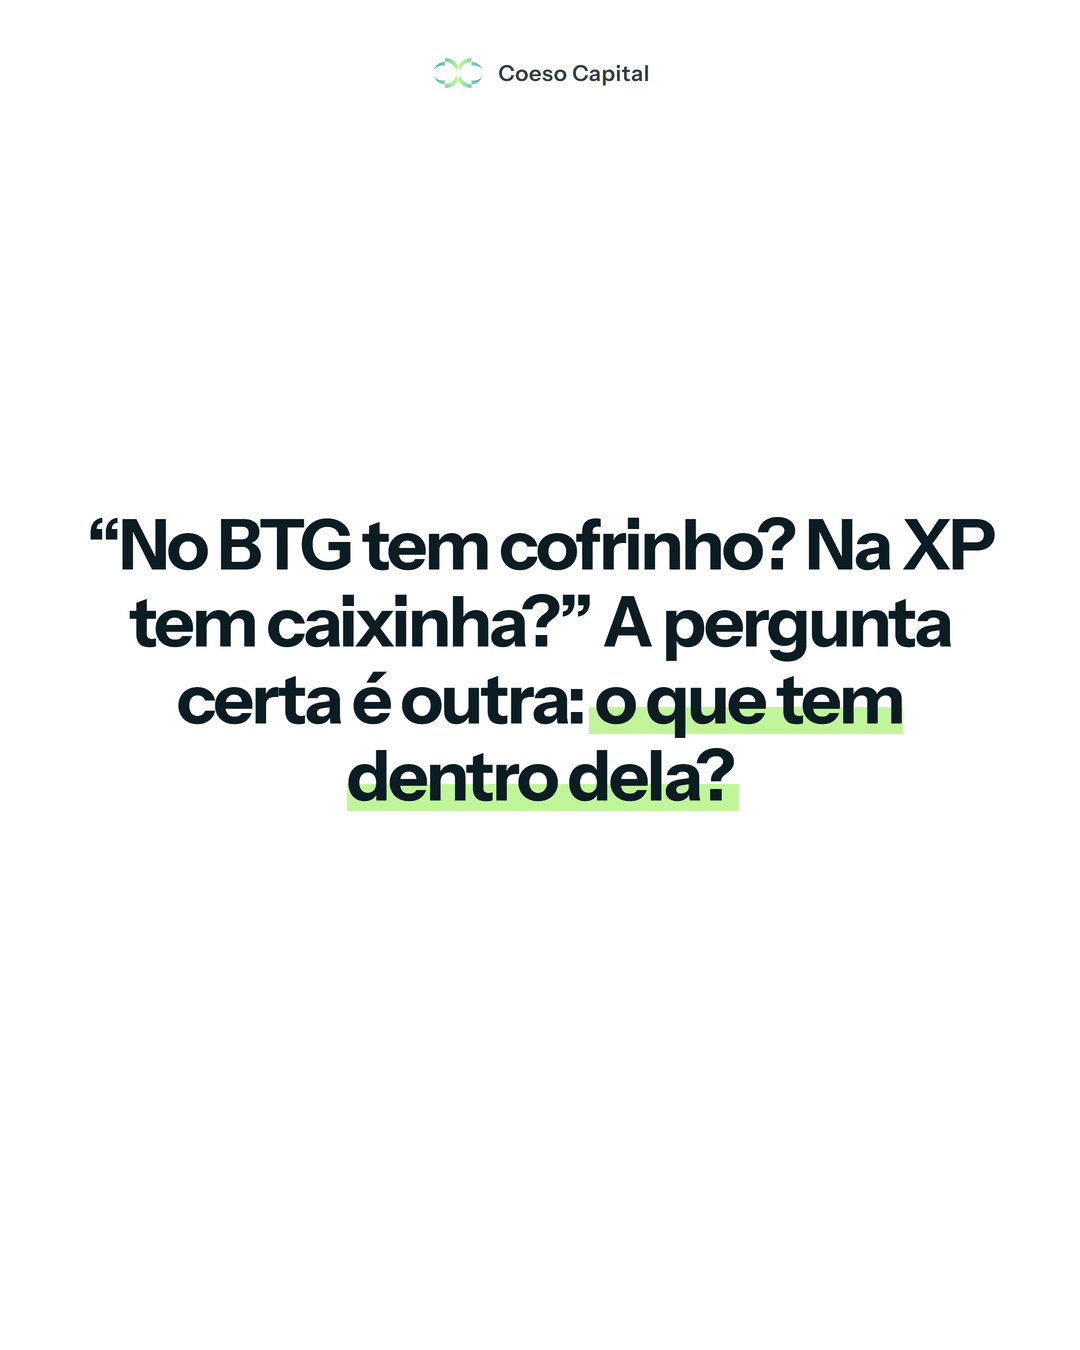 Coeso Capital
“No BTG tem cofrinho? Na XP
tem caixinha?” A pergunta
certa é outra: o que tem
dentro dela?